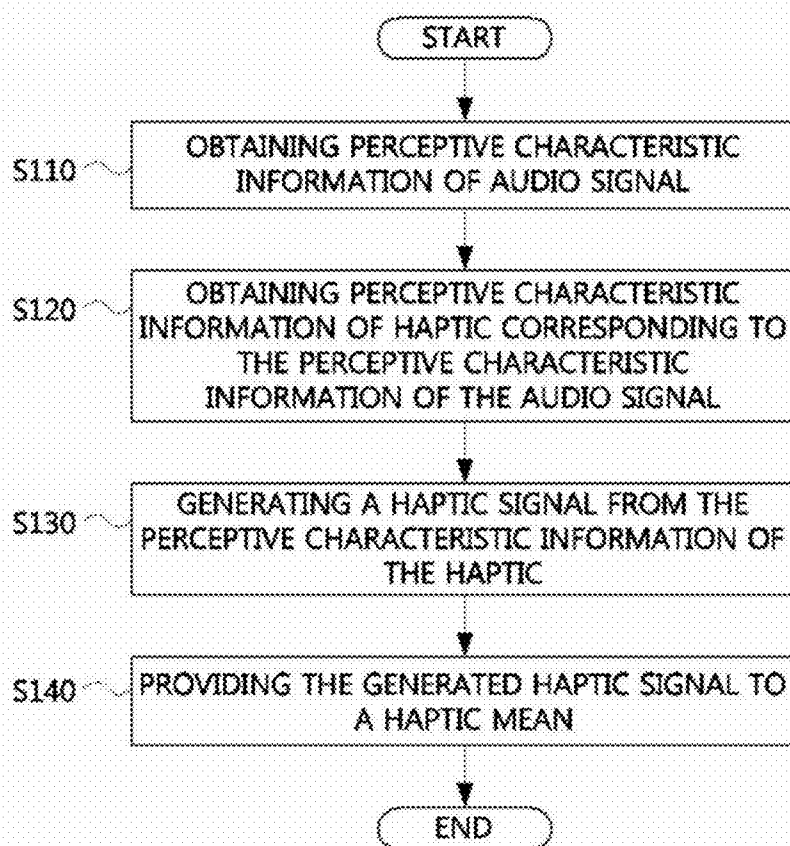 START
S110
OBTAINING PERCEPTIVE CHARACTERISTIC
INFORMATION OF AUDIO SIGNAL
S120
OBTAINING PERCEPTIVE CHARACTERISTIC
INFORMATION OF HAPTIC CORRESPONDING TO
THE PERCEPTIVE CHARACTERISTIC
INFORMATION OF THE AUDIO SIGNAL
S130
GENERATING A HAPTIC SIGNAL FROM THE
PERCEPTIVE CHARACTERISTIC INFORMATION OF
THE HAPTIC
S140
PROVIDING THE GENERATED HAPTIC SIGNAL TO
A HAPTIC MEAN
END